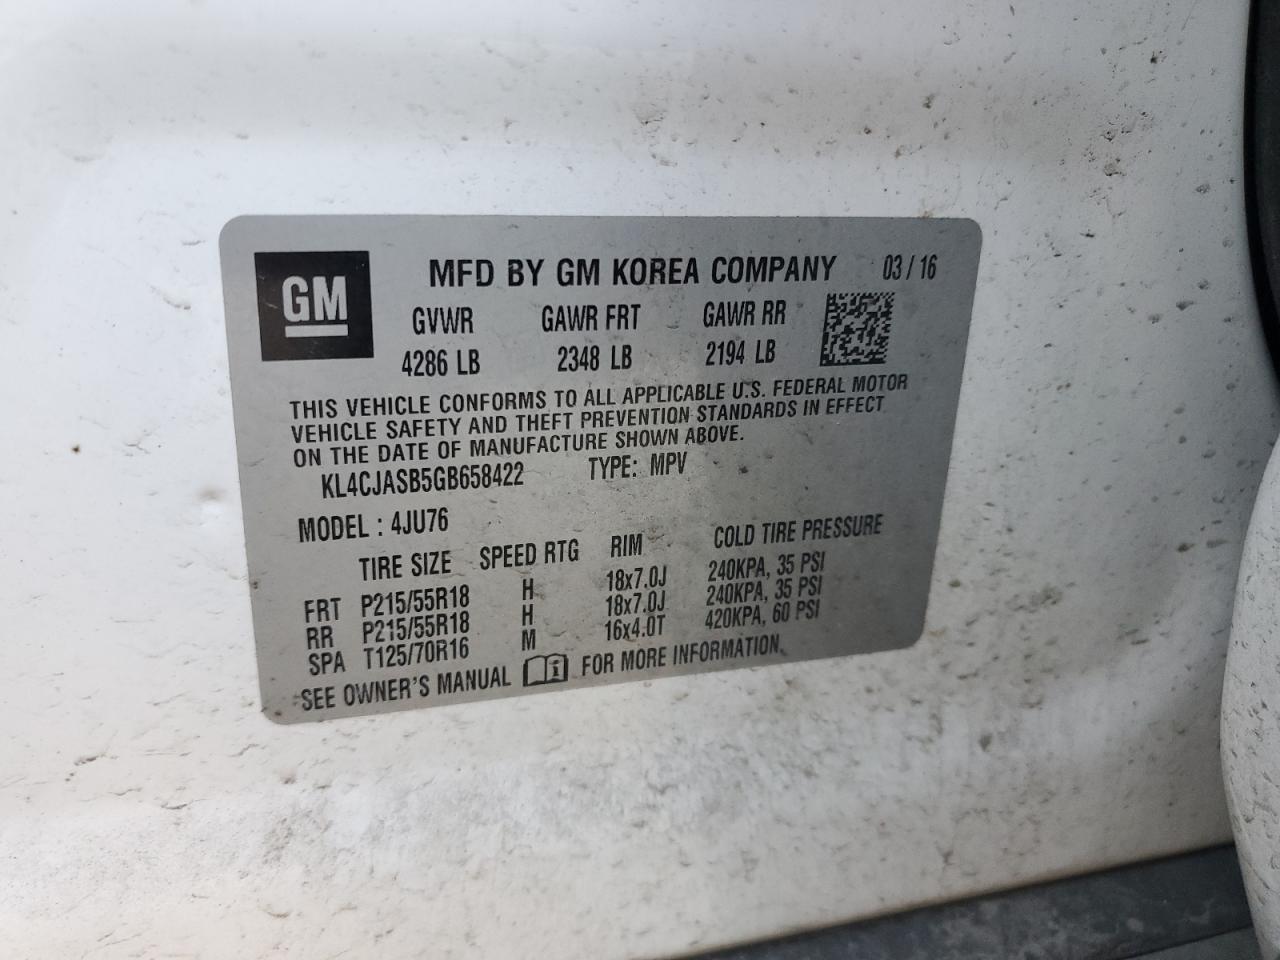 GM
MFD BY GM KOREA COMPANY 03/16
GVWR GAWR FRT GAWR RR
4286 LB 2348 LB 2194 LB
THIS VEHICLE CONFORMS TO ALL APPLICABLE U.S. FEDERAL MOTOR
VEHICLE SAFETY AND THEFT PREVENTION STANDARDS IN EFFECT
ON THE DATE OF MANUFACTURE SHOWN ABOVE.
KL4CJASB5GB658422 TYPE: MPV
MODEL : 4JU76
TIRE SIZE SPEED RTG RIM COLD TIRE PRESSURE
FRT P215/55R18 H 18x7.0J 240KPA, 35 PSI
RR P215/55R18 H 18x7.0J 240KPA, 35 PSI
SPA T125/70R16 M 16x4.0T 420KPA, 60 PSI
SEE OWNER'S MANUAL i FOR MORE INFORMATION.